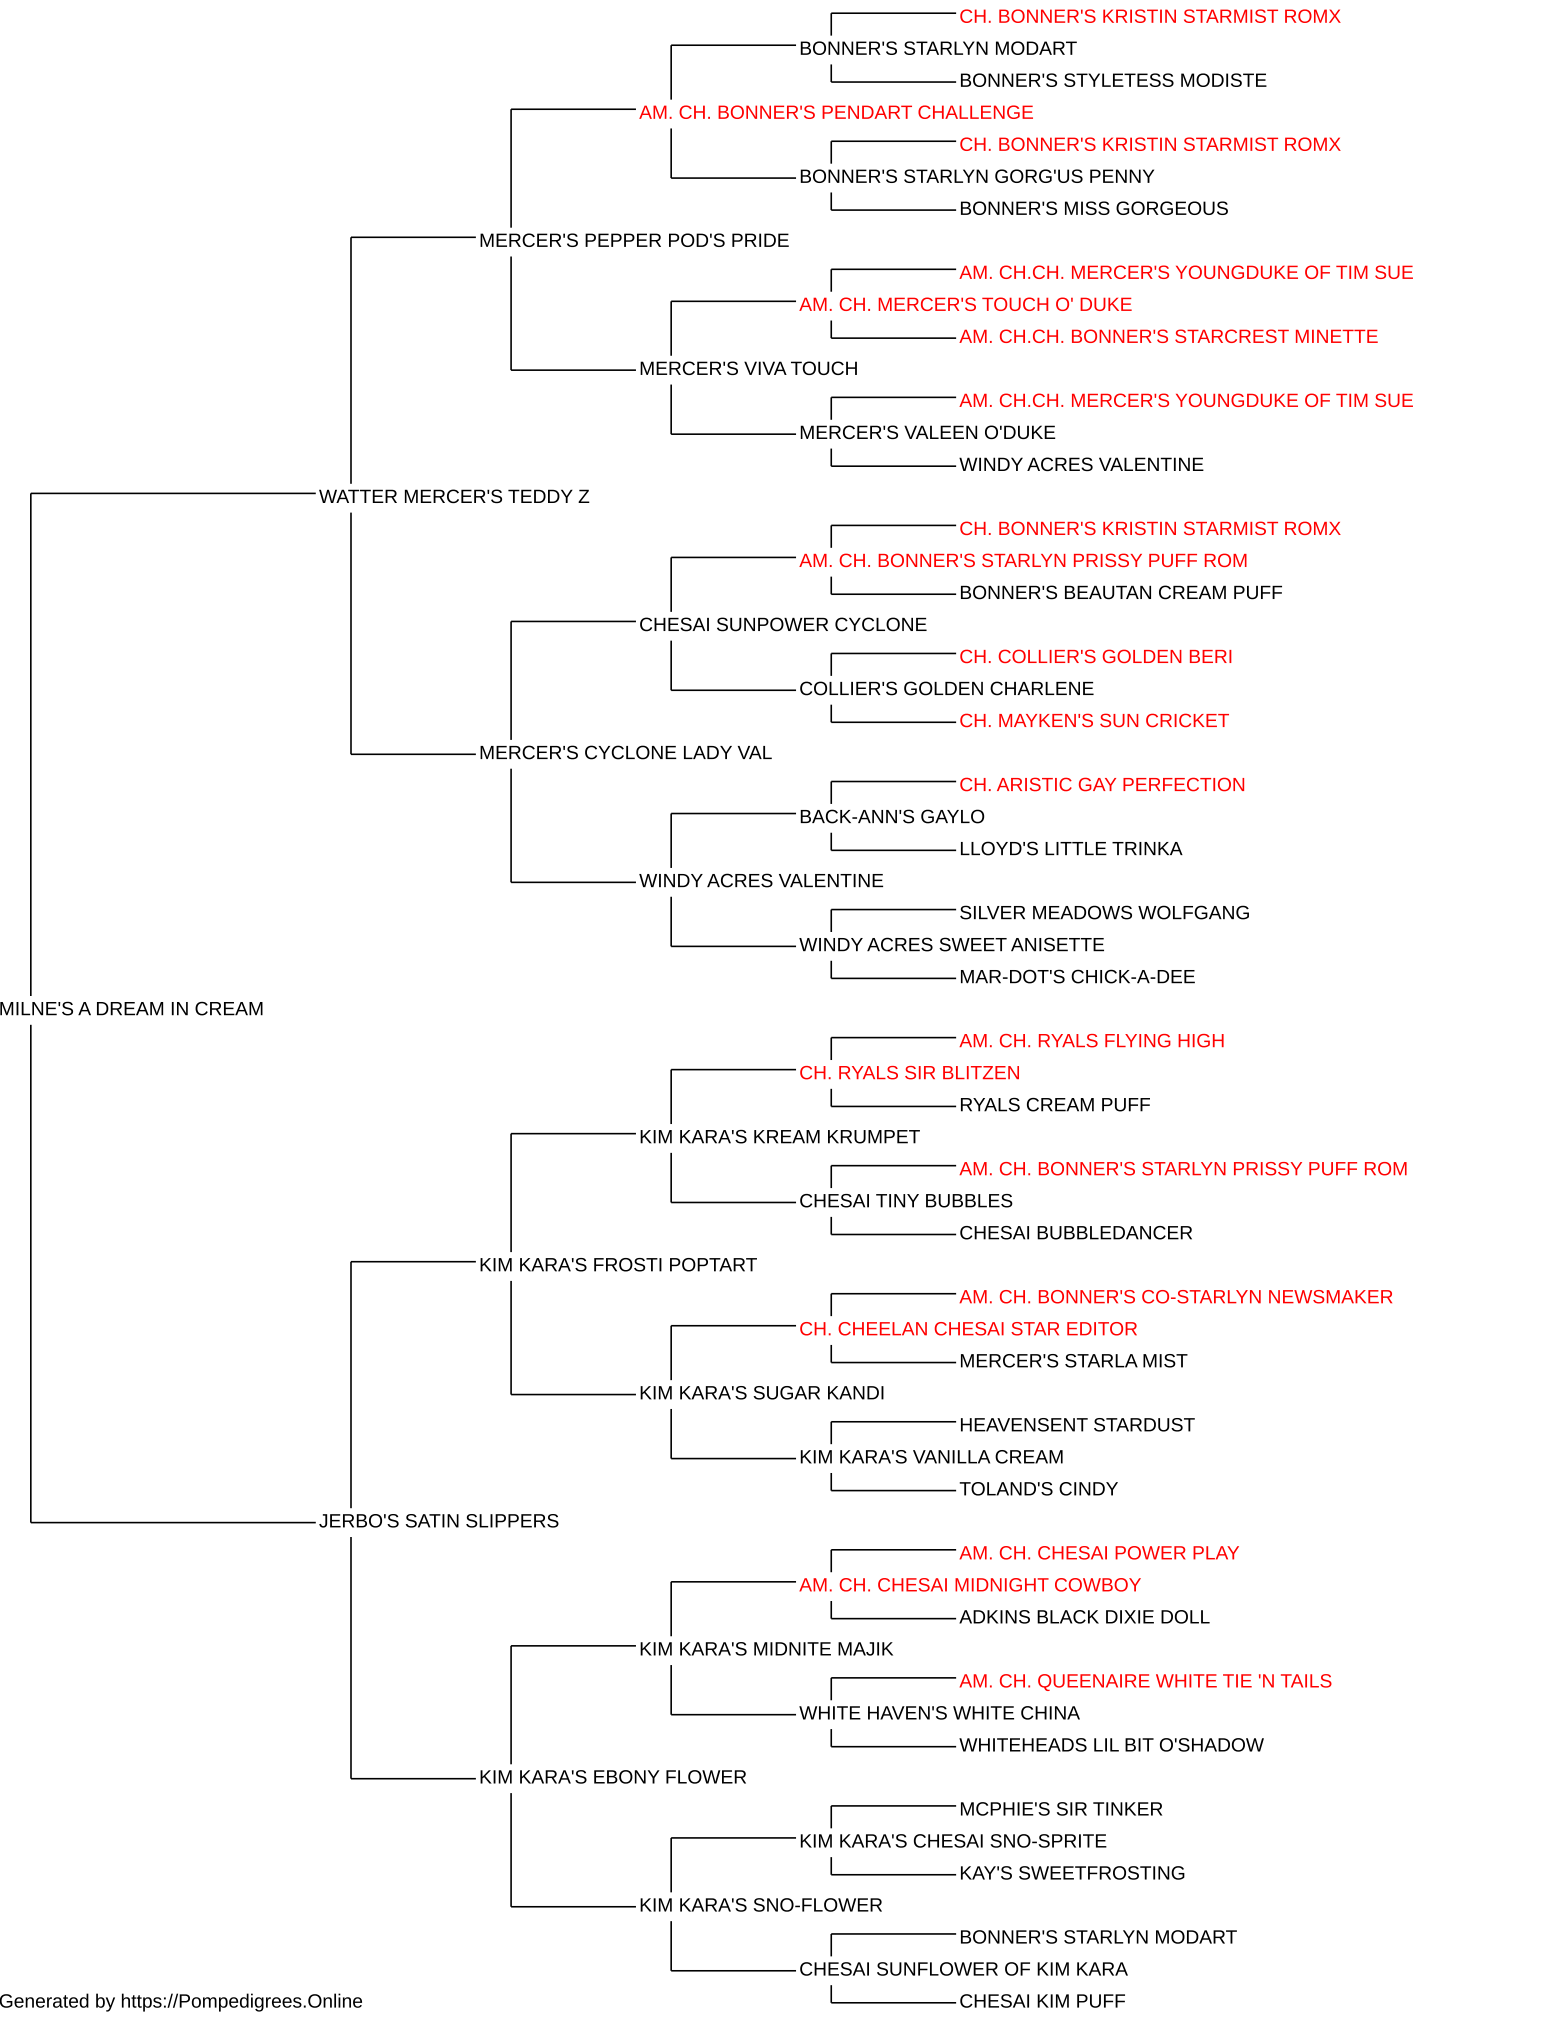 CH. BONNER'S KRISTIN STARMIST ROMX
BONNER'S STARLYN MODART
BONNER'S STYLETESS MODISTE
AM. CH. BONNER'S PENDART CHALLENGE
CH. BONNER'S KRISTIN STARMIST ROMX
BONNER'S STARLYN GORG'US PENNY
BONNER'S MISS GORGEOUS
MERCER'S PEPPER POD'S PRIDE
AM. CH.CH. MERCER'S YOUNGDUKE OF TIM SUE
AM. CH. MERCER'S TOUCH O' DUKE
AM. CH.CH. BONNER'S STARCREST MINETTE
MERCER'S VIVA TOUCH
AM. CH.CH. MERCER'S YOUNGDUKE OF TIM SUE
MERCER'S VALEEN O'DUKE
WINDY ACRES VALENTINE
WATTER MERCER'S TEDDY Z
CH. BONNER'S KRISTIN STARMIST ROMX
AM. CH. BONNER'S STARLYN PRISSY PUFF ROM
BONNER'S BEAUTAN CREAM PUFF
CHESAI SUNPOWER CYCLONE
CH. COLLIER'S GOLDEN BERI
COLLIER'S GOLDEN CHARLENE
CH. MAYKEN'S SUN CRICKET
MERCER'S CYCLONE LADY VAL
CH. ARISTIC GAY PERFECTION
BACK-ANN'S GAYLO
LLOYD'S LITTLE TRINKA
WINDY ACRES VALENTINE
SILVER MEADOWS WOLFGANG
WINDY ACRES SWEET ANISETTE
MAR-DOT'S CHICK-A-DEE
MILNE'S A DREAM IN CREAM
AM. CH. RYALS FLYING HIGH
CH. RYALS SIR BLITZEN
RYALS CREAM PUFF
KIM KARA'S KREAM KRUMPET
AM. CH. BONNER'S STARLYN PRISSY PUFF ROM
CHESAI TINY BUBBLES
CHESAI BUBBLEDANCER
KIM KARA'S FROSTI POPTART
AM. CH. BONNER'S CO-STARLYN NEWSMAKER
CH. CHEELAN CHESAI STAR EDITOR
MERCER'S STARLA MIST
KIM KARA'S SUGAR KANDI
HEAVENSENT STARDUST
KIM KARA'S VANILLA CREAM
TOLAND'S CINDY
JERBO'S SATIN SLIPPERS
AM. CH. CHESAI POWER PLAY
AM. CH. CHESAI MIDNIGHT COWBOY
ADKINS BLACK DIXIE DOLL
KIM KARA'S MIDNITE MAJIK
AM. CH. QUEENAIRE WHITE TIE 'N TAILS
WHITE HAVEN'S WHITE CHINA
WHITEHEADS LIL BIT O'SHADOW
KIM KARA'S EBONY FLOWER
MCPHIE'S SIR TINKER
KIM KARA'S CHESAI SNO-SPRITE
KAY'S SWEETFROSTING
KIM KARA'S SNO-FLOWER
BONNER'S STARLYN MODART
CHESAI SUNFLOWER OF KIM KARA
CHESAI KIM PUFF
Generated by https://Pompedigrees.Online